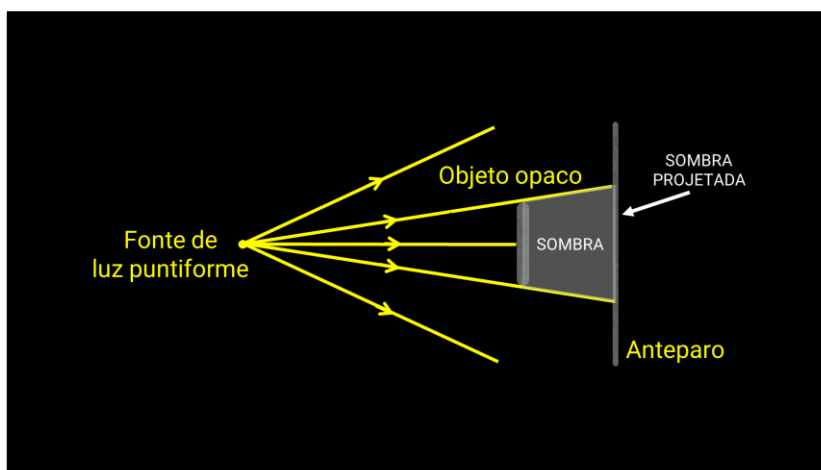 SOMBRA
PROJETADA
Objeto opaco
Fonte de
luz puntiforme
SOMBRA
Anteparo